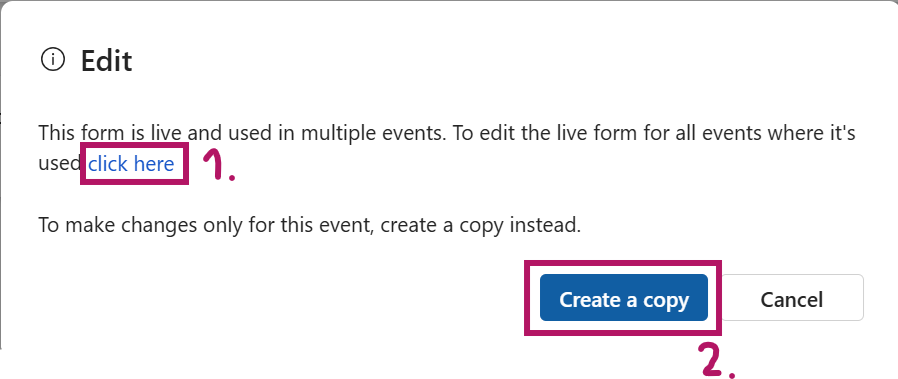 Edit
This form is live and used in multiple events. To edit the live form for all events where it's
used click here 1.
To make changes only for this event, create a copy instead.
Create a copy Cancel
2.